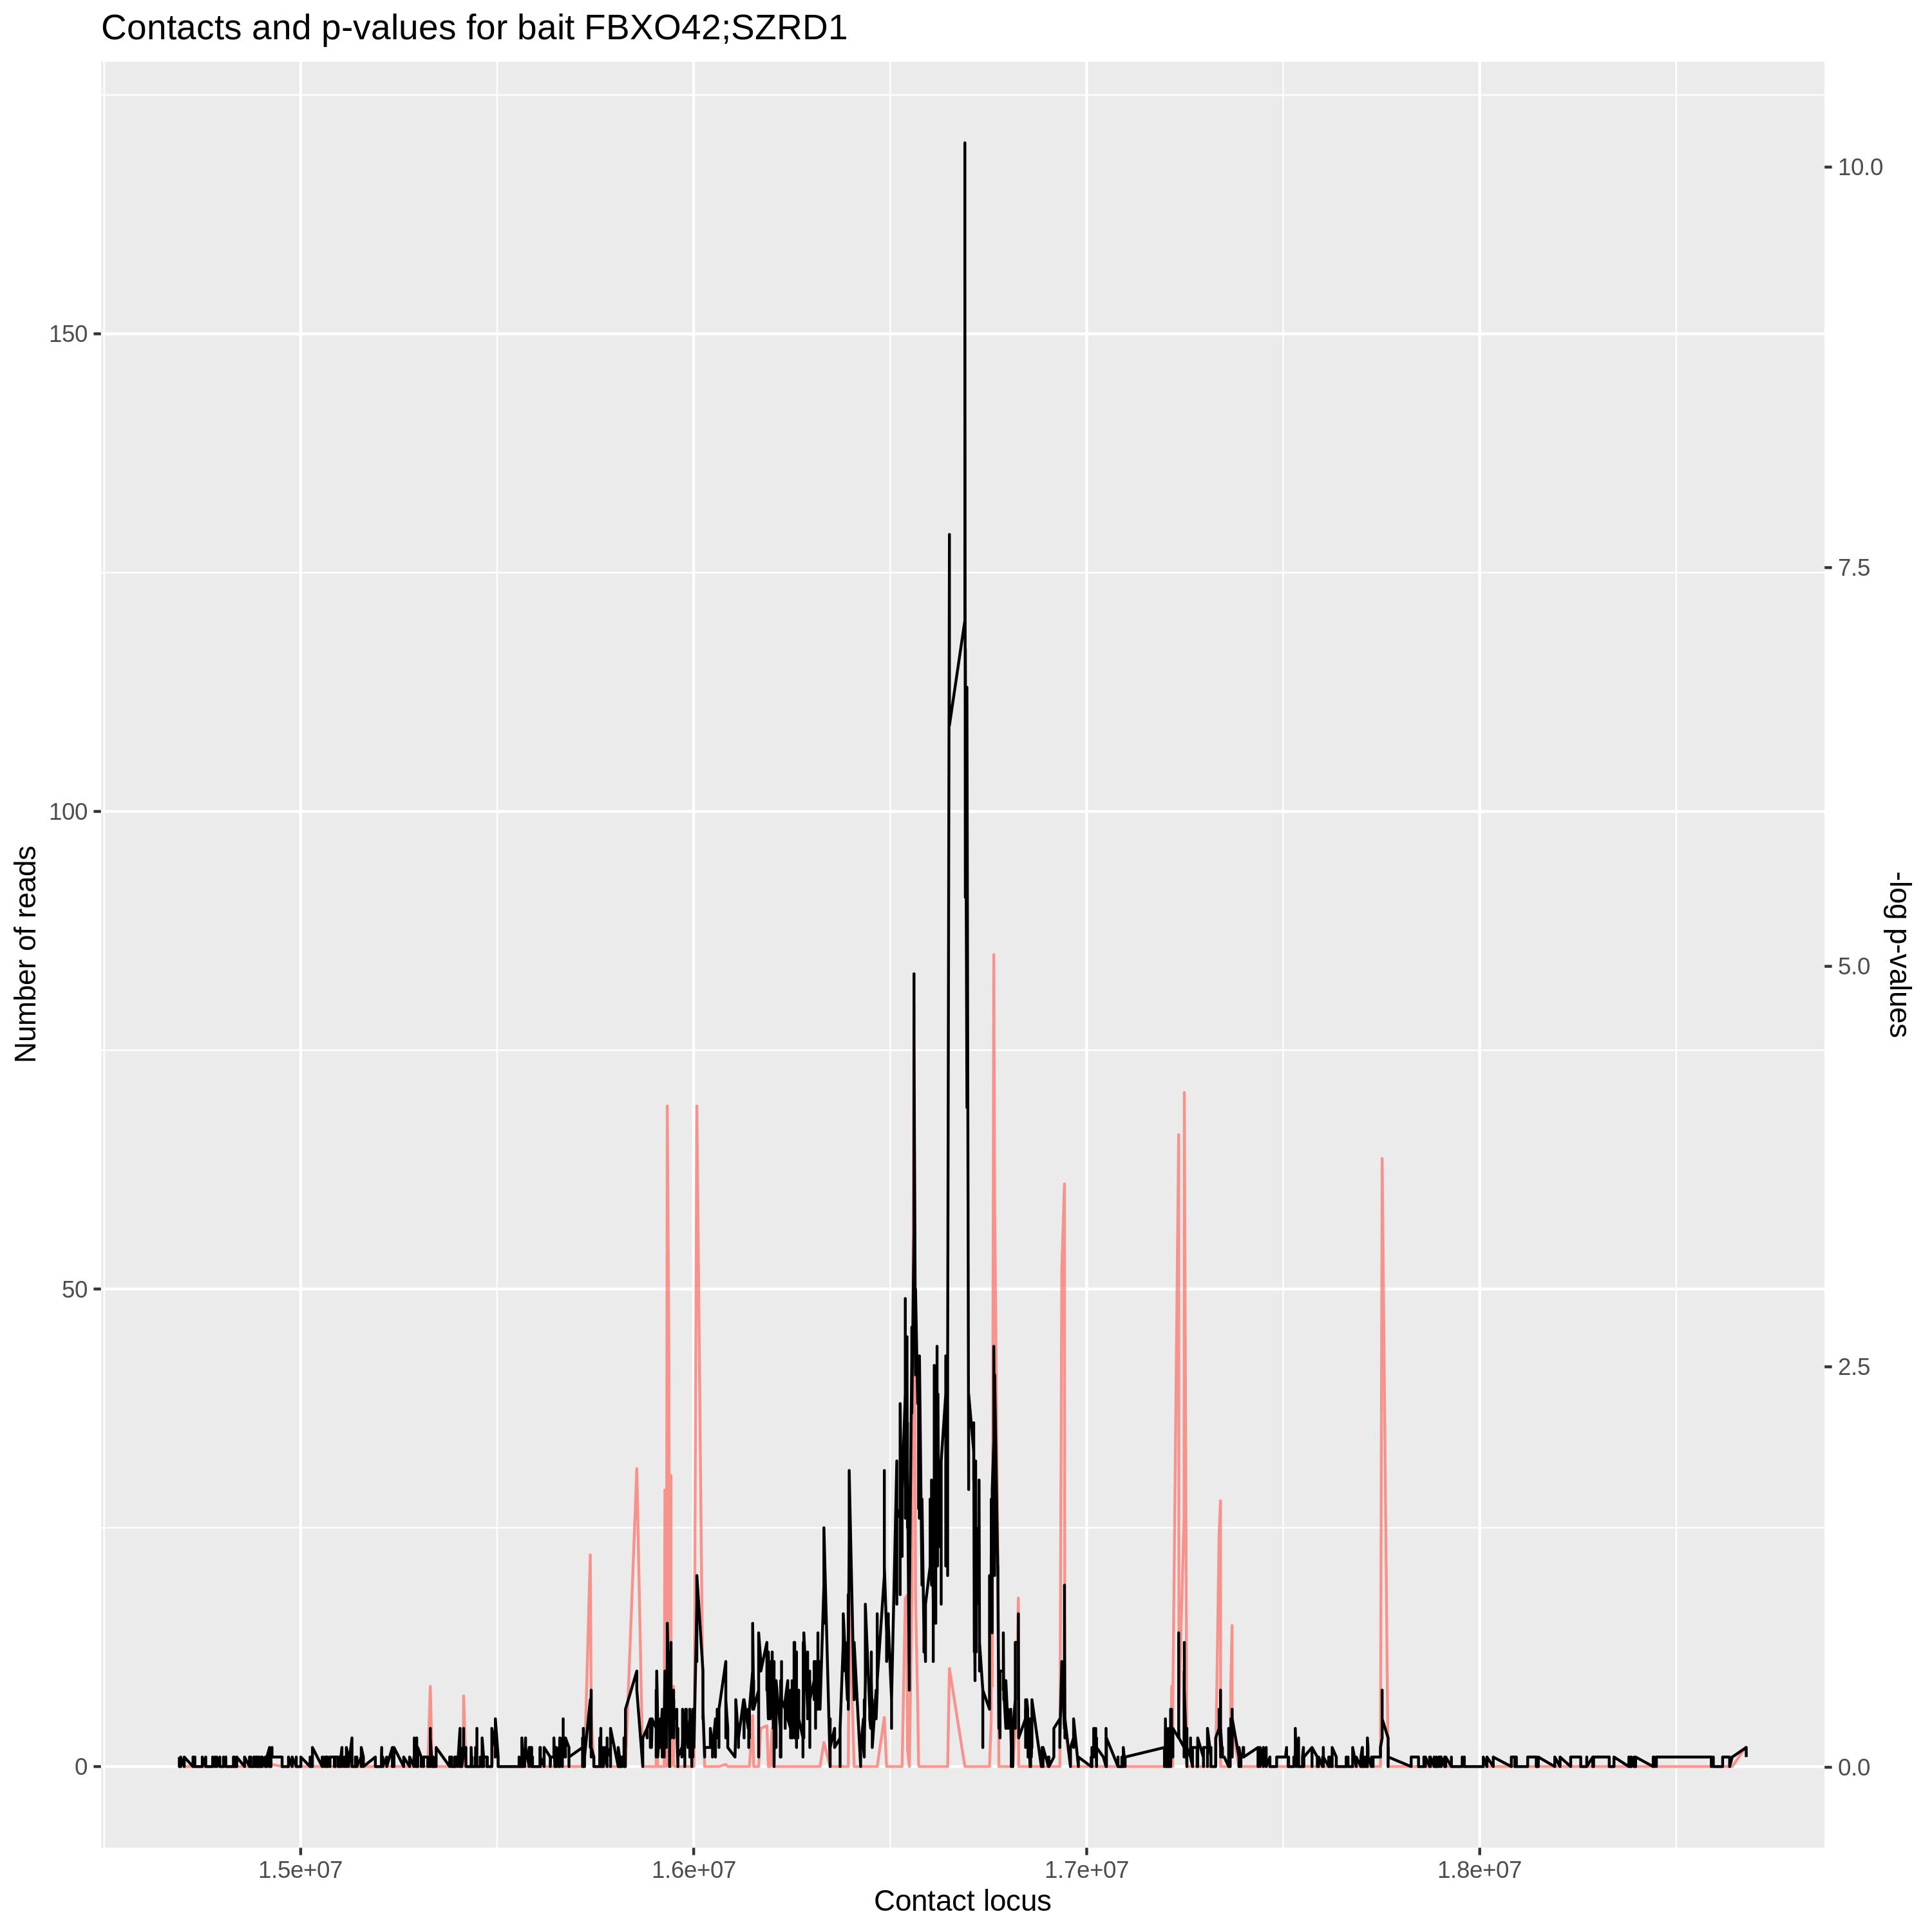 Contacts and p-values for bait FBXO42;SZRD1
150
100
50
0
Number of reads
10.0
7.5
5.0
2.5
0.0
-log p-values
1.5e+07
1.6e+07
1.7e+07
1.8e+07
Contact locus